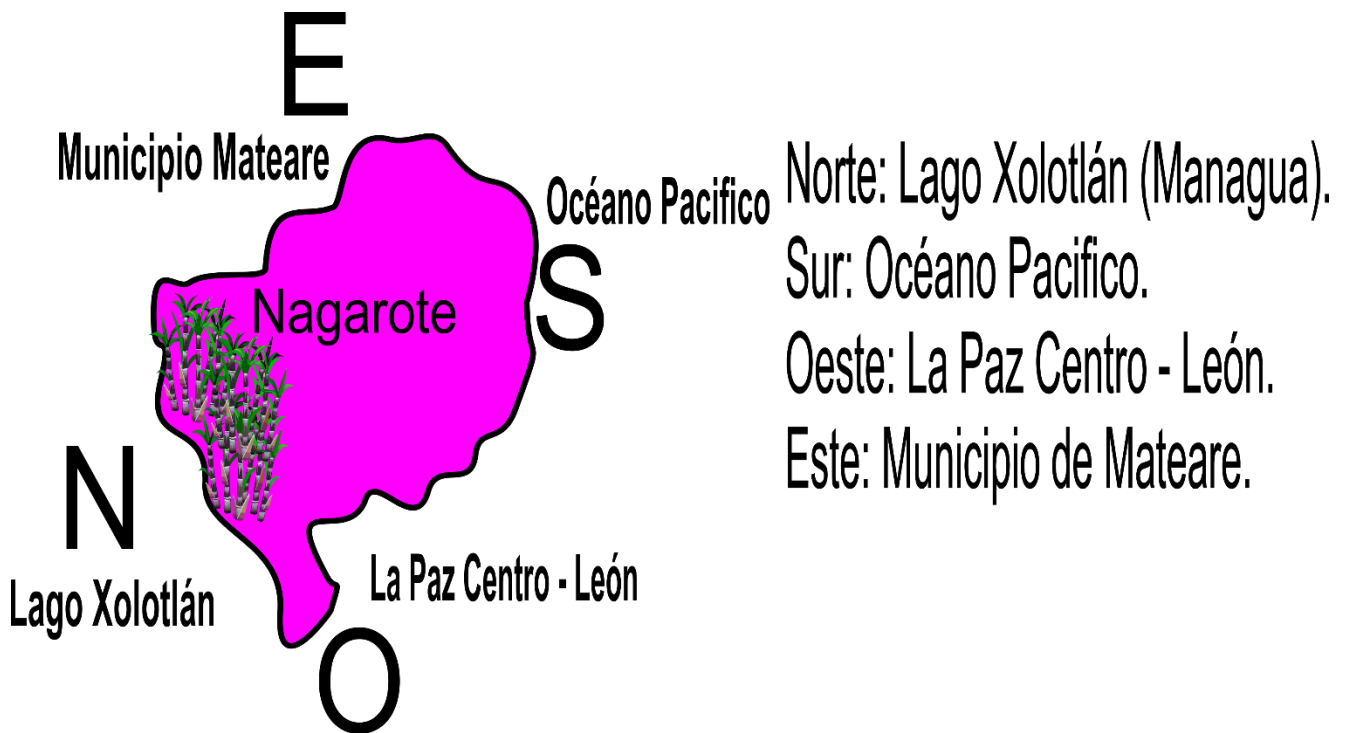 E
Municipio Mateare
Océano Pacifico
S
Nagarote
N
Lago Xolotlán
La Paz Centro - León
O
Norte: Lago Xolotlán (Managua).
Sur: Océano Pacifico.
Oeste: La Paz Centro - León.
Este: Municipio de Mateare.